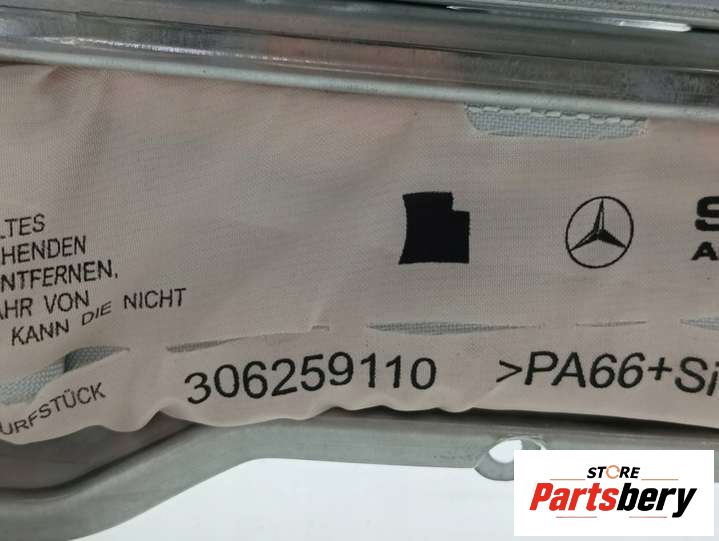 LTES
HENDEN
NTFERNEN.
AHR VON
KANN DIE NICHT
URFSTÜCK
306259110
>PA66+Si
S
A
STORE
Partsbery